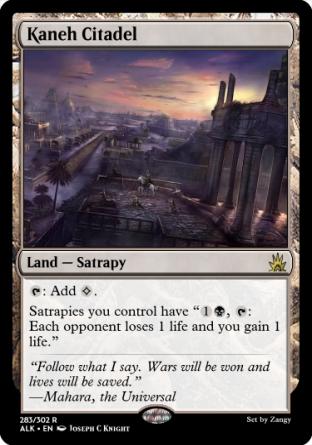 Kaneh Citadel
Land — Satrapy
: Add .
Satrapies you control have “1, :
Each opponent loses 1 life and you gain 1
life.”
“Follow what I say. Wars will be won and
lives will be saved.”
—Mahara, the Universal
283/302 R
ALK • EN Joseph C Knight
Set by Zangy